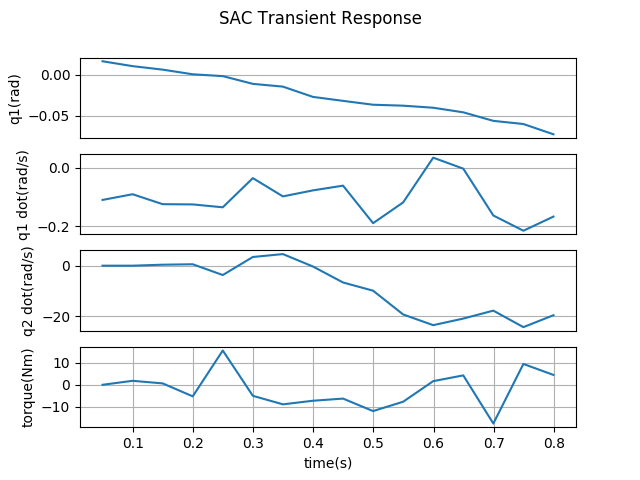 SAC Transient Response
0.00
−0.05
q1(rad)
0.0
−0.2
q1 dot(rad/s)
0
−20
q2 dot(rad/s)
10
0
−10
torque(Nm)
0.1 0.2 0.3 0.4 0.5 0.6 0.7 0.8
time(s)